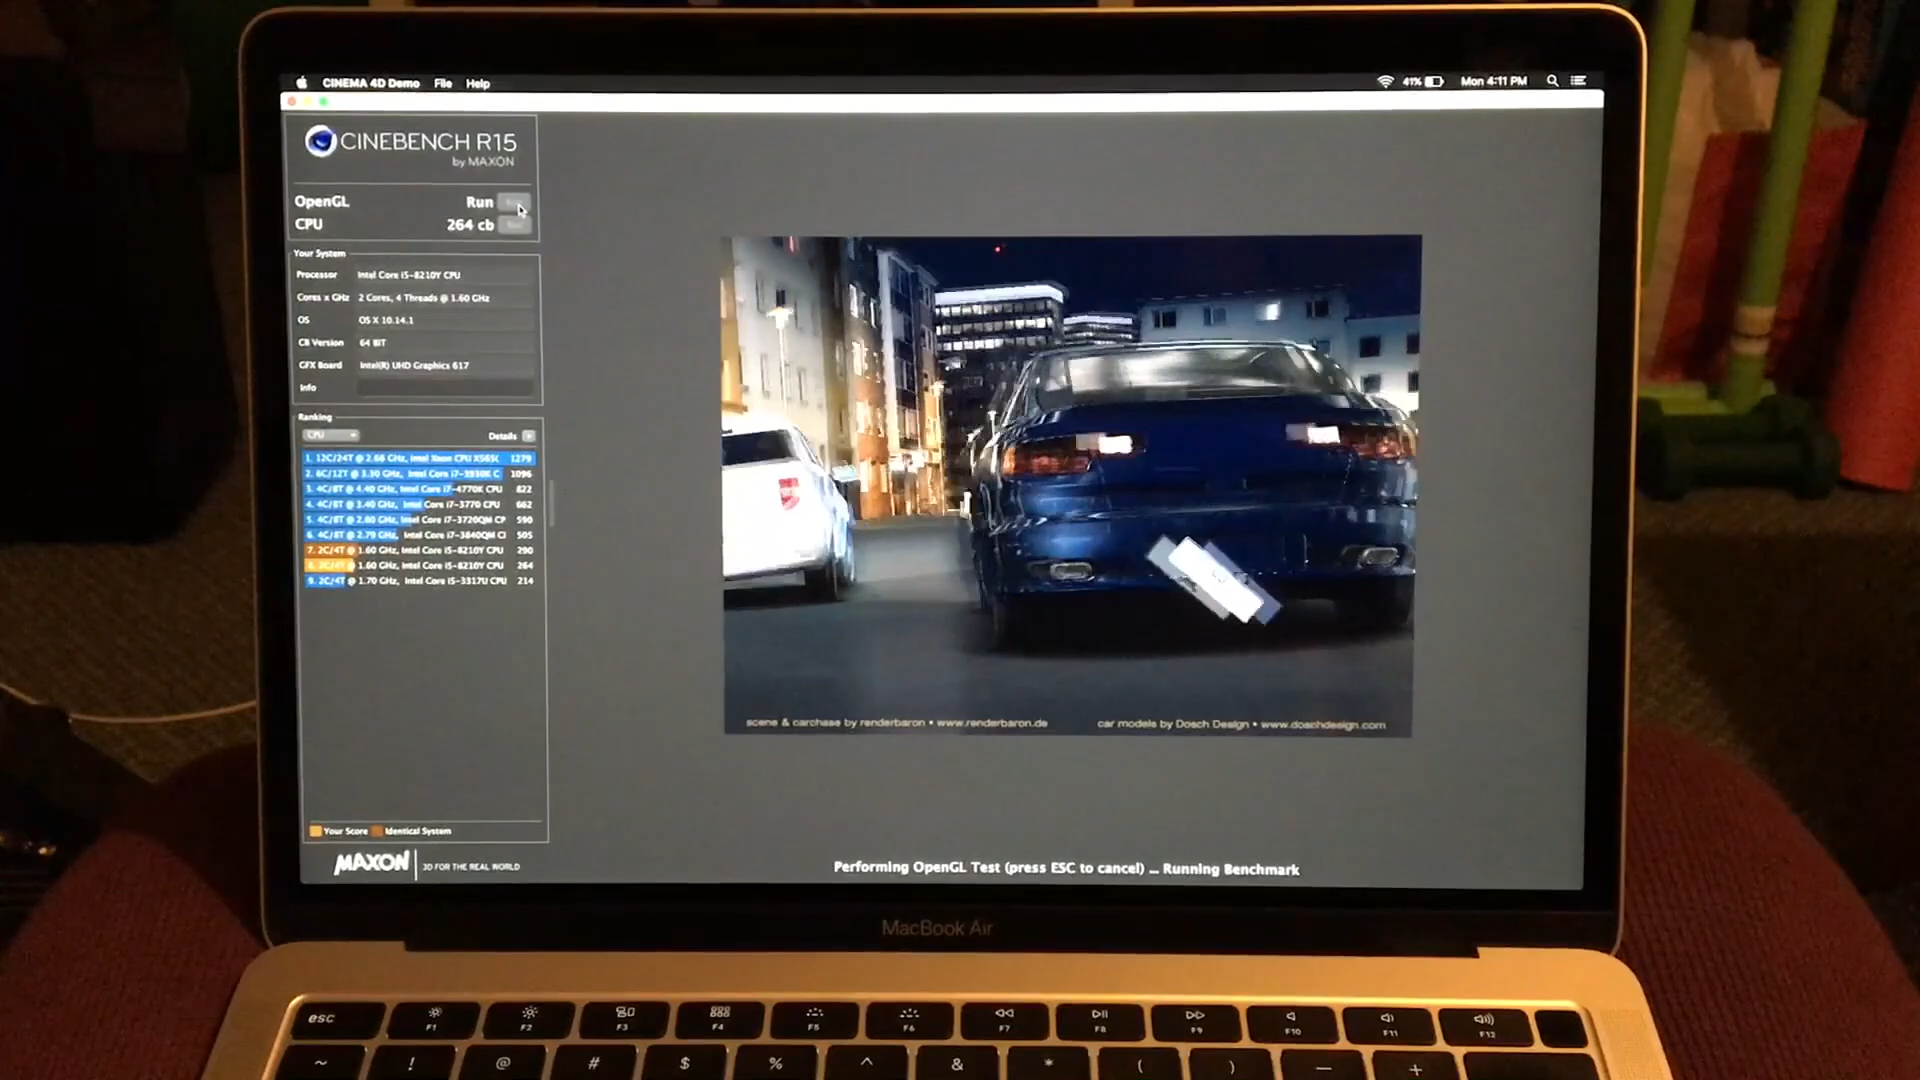 CINEMA 4D Demo File Help
41% Mon 4:11 PM
CINEBENCH R15
by MAXON
OpenGL Run
CPU 264 cb
Your System
Processor Intel Core i5-8210Y CPU
Cores x GHz 2 Cores, 4 Threads @ 1.60 GHz
OS OS X 10.14.1
CB Version 64 BIT
GFX Board Intel(R) UHD Graphics 617
Info
Ranking
CPU Details
1. 12C/24T @ 2.66 GHz, Intel Xeon CPU X565( 1279
2. 6C/12T @ 3.30 GHz, Intel Core i7-3930K C 1096
3. 4C/8T @ 4.40 GHz, Intel Core i7-4770K CPU 822
4. 4C/8T @ 3.40 GHz, Intel Core i7-3770 CPU 662
5. 4C/8T @ 2.60 GHz, Intel Core i7-3720QM CP 590
6. 4C/8T @ 2.79 GHz, Intel Core i7-3840QM CI 505
7. 2C/4T @ 1.60 GHz, Intel Core i5-8210Y CPU 290
8. 2C/4T @ 1.60 GHz, Intel Core i5-8210Y CPU 264
9. 2C/4T @ 1.70 GHz, Intel Core i5-3317U CPU 214
scene & carchase by renderbaron • www.renderbaron.de
car models by Dosch Design • www.doschdesign.com
Your Score Identical System
MAXON 3D FOR THE REAL WORLD
Performing OpenGL Test (press ESC to cancel) ... Running Benchmark
MacBook Air
esc F1 F2 F3 F4 F5 F6 F7 F8 F9 F10 F11 F12
~ ! @ # $ % ^ & * ( ) — +